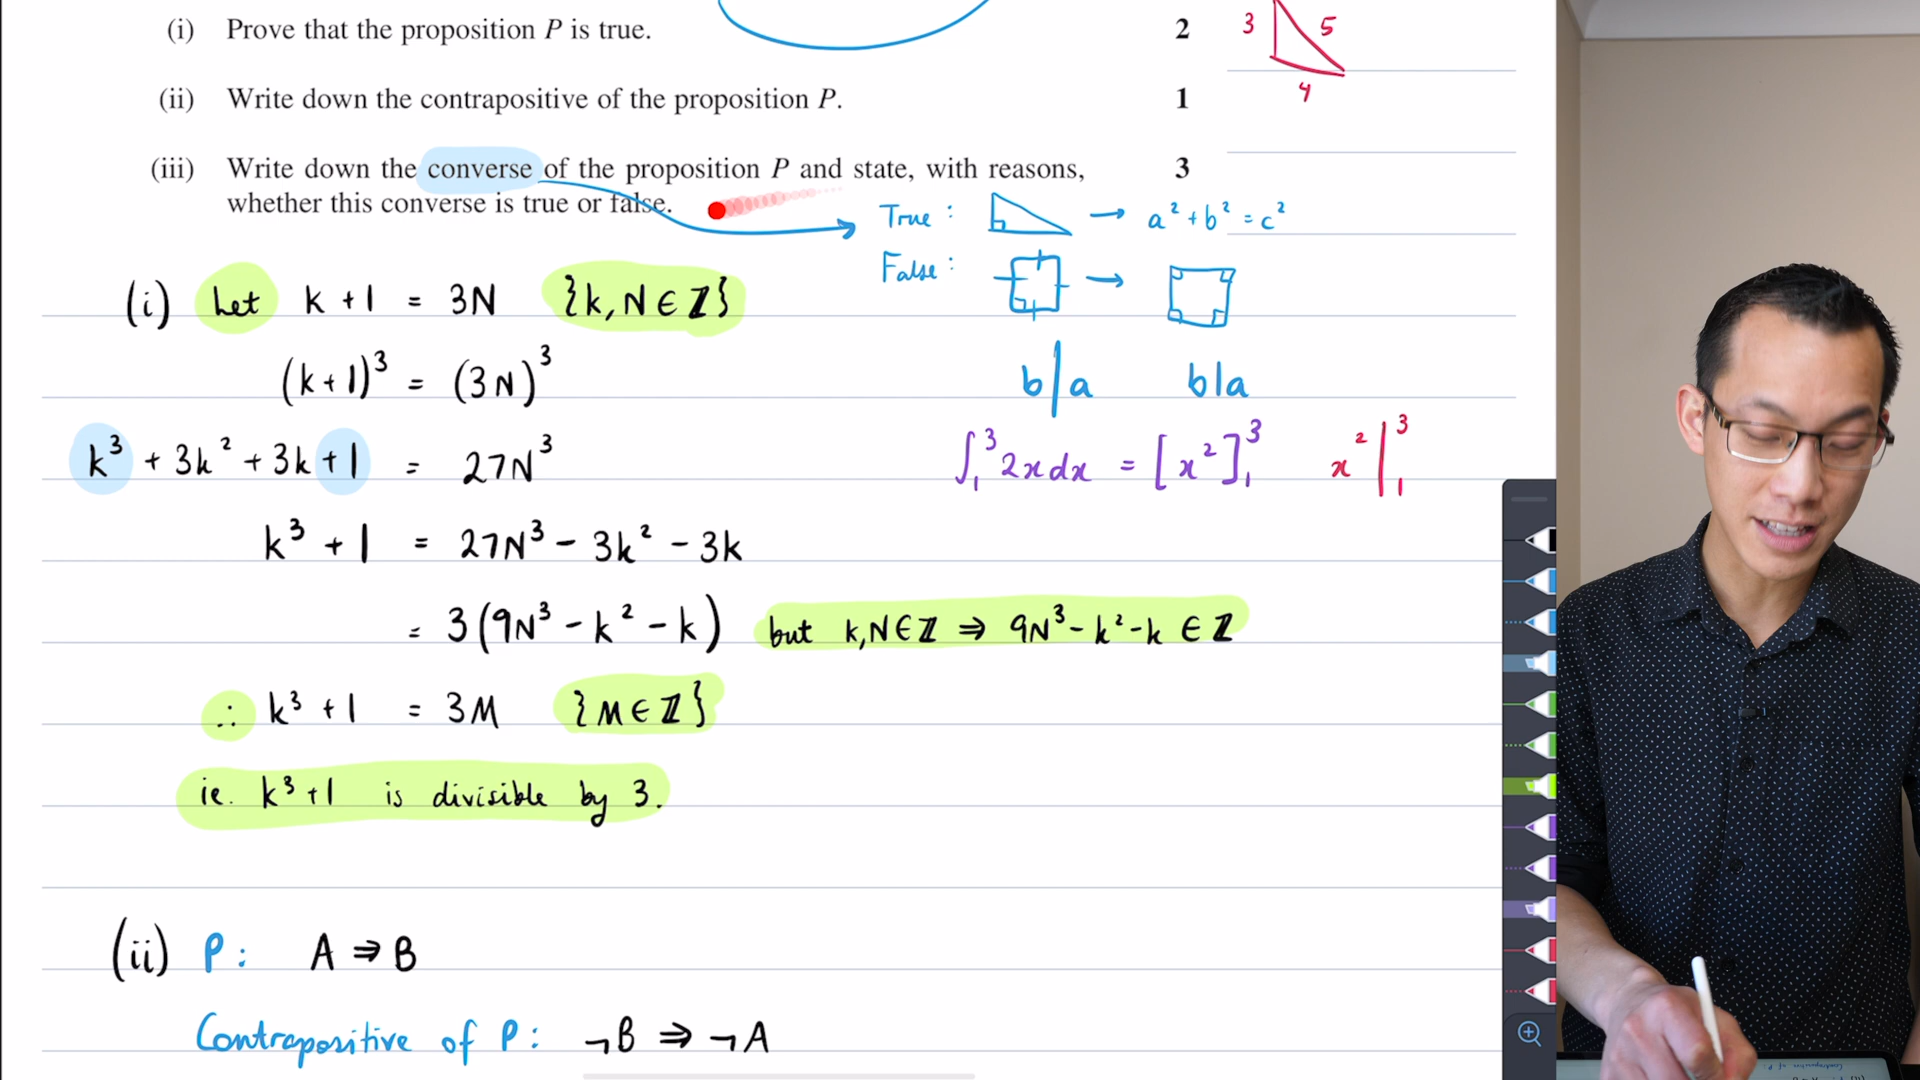 (i) Prove that the proposition P is true. 2
3 5
4
(ii) Write down the contrapositive of the proposition P. 1
(iii) Write down the converse of the proposition P and state, with reasons, 3
whether this converse is true or false.
True : → a² + b² = c²
False : →
(i) Let k + 1 = 3N {k, N ∈ ℤ}
(k + 1)³ = (3N)³
b | a b|a
k³ + 3k² + 3k + 1 = 27N³
∫₁³ 2x dx = [x²]₁³ x² |₁³
k³ + 1 = 27N³ - 3k² - 3k
= 3(9N³ - k² - k) but k, N ∈ ℤ ⇒ 9N³ - k² - k ∈ ℤ
∴ k³ + 1 = 3M {M ∈ ℤ}
ie. k³ + 1 is divisible by 3.
(ii) P : A ⇒ B
Contrapositive of P : ¬B ⇒ ¬A